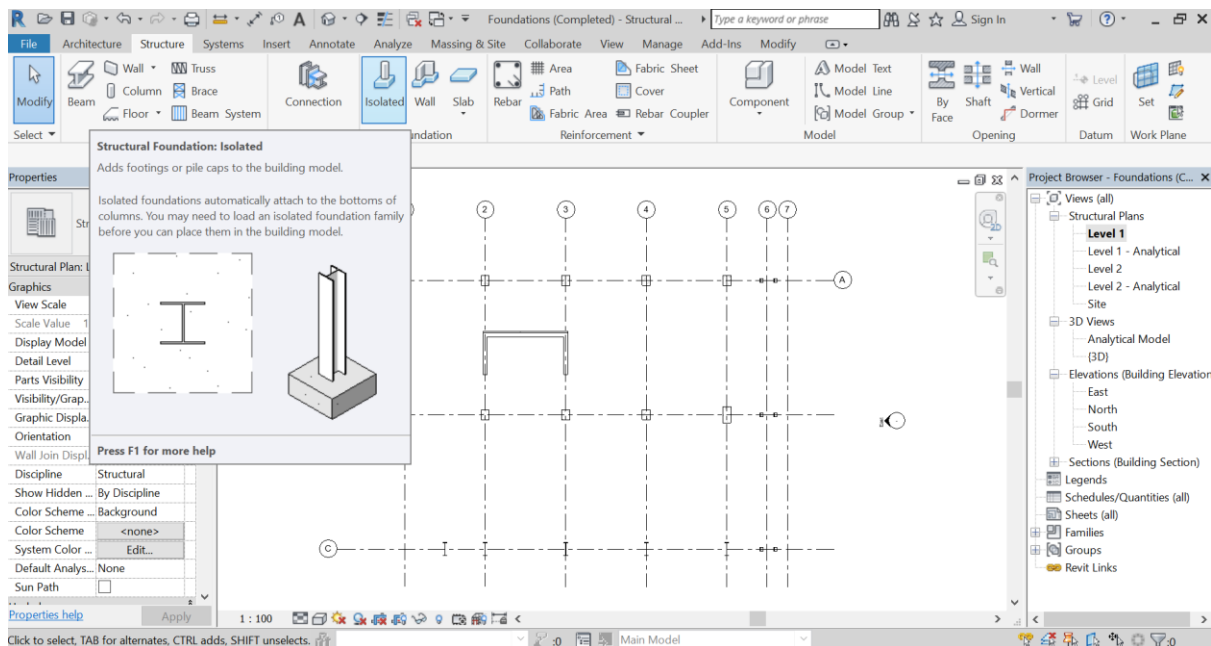 Foundations (Completed) - Structural ...
Type a keyword or phrase
Sign In
File Architecture Structure Systems Insert Annotate Analyze Massing & Site Collaborate View Manage Add-Ins Modify
Modify
Beam
Wall
Column
Floor
Truss
Brace
Beam System
Connection
Isolated
Wall
Slab
Rebar
Area
Path
Fabric Area
Fabric Sheet
Cover
Rebar Coupler
Component
Model Text
Model Line
Model Group
By Face
Shaft
Wall
Vertical
Dormer
Level
Grid
Set
Select
undation
Reinforcement
Model
Opening
Datum
Work Plane
Structural Foundation: Isolated
Adds footings or pile caps to the building model.
Isolated foundations automatically attach to the bottoms of
columns. You may need to load an isolated foundation family
before you can place them in the building model.
Press F1 for more help
Properties
Str
Structural Plan: L
Graphics
View Scale
Scale Value 1
Display Model
Detail Level
Parts Visibility
Visibility/Grap...
Graphic Displa...
Orientation
Wall Join Displ...
Discipline Structural
Show Hidden ... By Discipline
Color Scheme ... Background
Color Scheme <none>
System Color ... Edit...
Default Analys... None
Sun Path
Properties help
Apply
2 3 4 5 6 7
A
C
East
2D
1 : 100
Project Browser - Foundations (C...
Views (all)
Structural Plans
Level 1
Level 1 - Analytical
Level 2
Level 2 - Analytical
Site
3D Views
Analytical Model
{3D}
Elevations (Building Elevation
East
North
South
West
Sections (Building Section)
Legends
Schedules/Quantities (all)
Sheets (all)
Families
Groups
Revit Links
Click to select, TAB for alternates, CTRL adds, SHIFT unselects.
:0
Main Model
:0